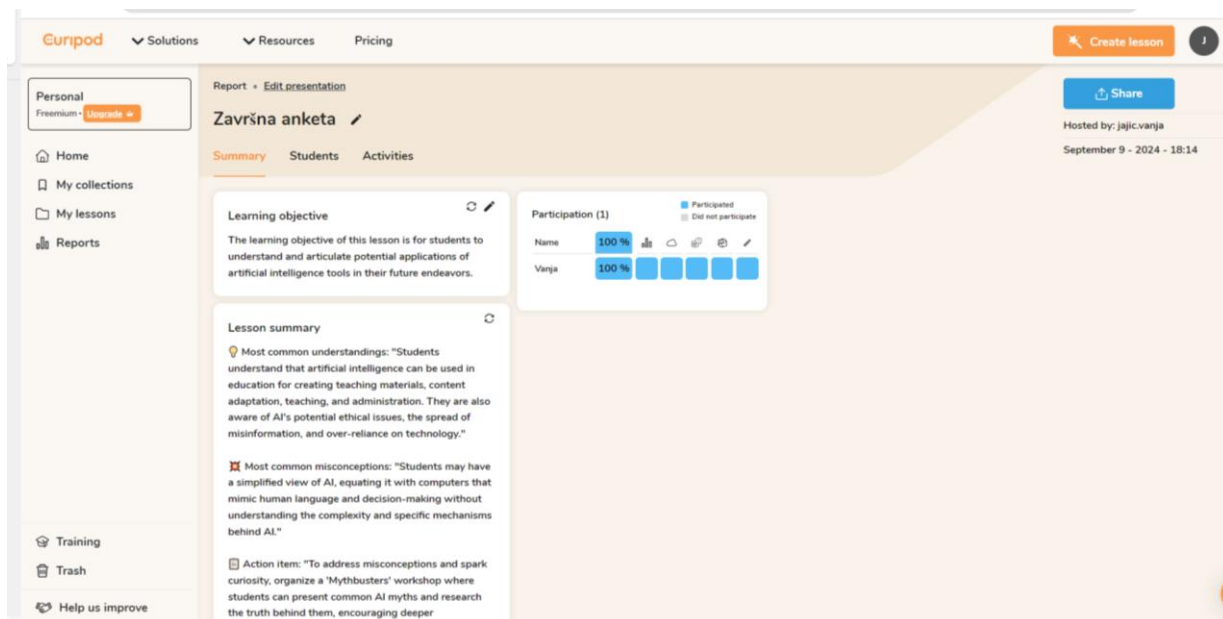 Curipod
Solutions
Resources
Pricing
Create lesson
J
Personal
Freemium • Upgrade
Home
My collections
My lessons
Reports
Training
Trash
Help us improve
Report • Edit presentation
Završna anketa
Summary
Students
Activities
Share
Hosted by: jajic.vanja
September 9 - 2024 - 18:14
Learning objective
The learning objective of this lesson is for students to
understand and articulate potential applications of
artificial intelligence tools in their future endeavors.
Lesson summary
💡 Most common understandings: "Students
understand that artificial intelligence can be used in
education for creating teaching materials, content
adaptation, teaching, and administration. They are also
aware of AI's potential ethical issues, the spread of
misinformation, and over-reliance on technology."
💥 Most common misconceptions: "Students may have
a simplified view of AI, equating it with computers that
mimic human language and decision-making without
understanding the complexity and specific mechanisms
behind AI."
📋 Action item: "To address misconceptions and spark
curiosity, organize a 'Mythbusters' workshop where
students can present common AI myths and research
the truth behind them, encouraging deeper
Participation (1)
Participated
Did not participate
Name 100 %
Vanja 100 %